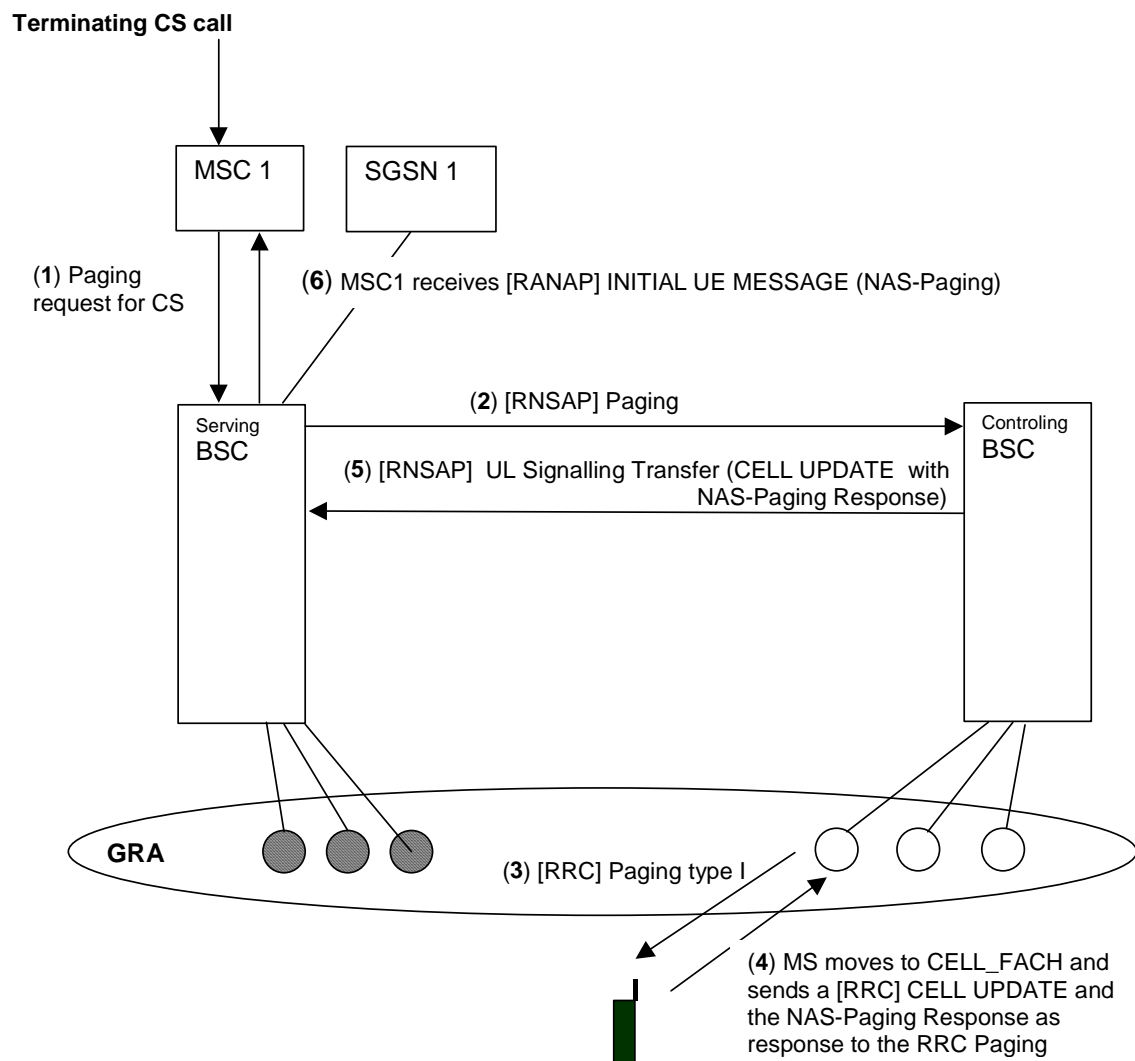 Terminating CS call
MSC 1
SGSN 1
(1) Paging
request for CS
(6) MSC1 receives [RANAP] INITIAL UE MESSAGE (NAS-Paging)
Serving
BSC
(2) [RNSAP] Paging
Controling
BSC
(5) [RNSAP] UL Signalling Transfer (CELL UPDATE with
NAS-Paging Response)
GRA
(3) [RRC] Paging type I
(4) MS moves to CELL_FACH and
sends a [RRC] CELL UPDATE and
the NAS-Paging Response as
response to the RRC Paging